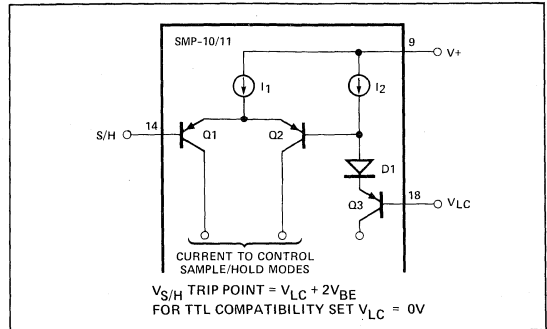 SMP-10/11
9
V+
I1
I2
S/H
14
Q1
Q2
D1
Q3
18
VLC
CURRENT TO CONTROL
SAMPLE/HOLD MODES
VS/H TRIP POINT = VLC + 2VBE
FOR TTL COMPATIBILITY SET VLC = 0V